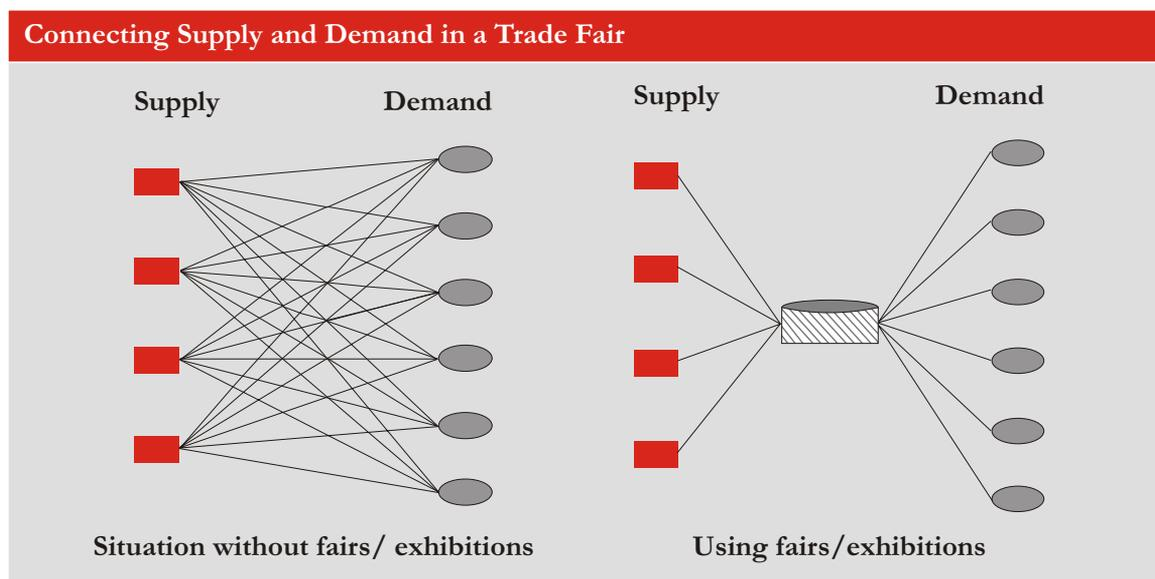 Connecting Supply and Demand in a Trade Fair
Supply
Demand
Supply
Demand
Situation without fairs/ exhibitions
Using fairs/exhibitions